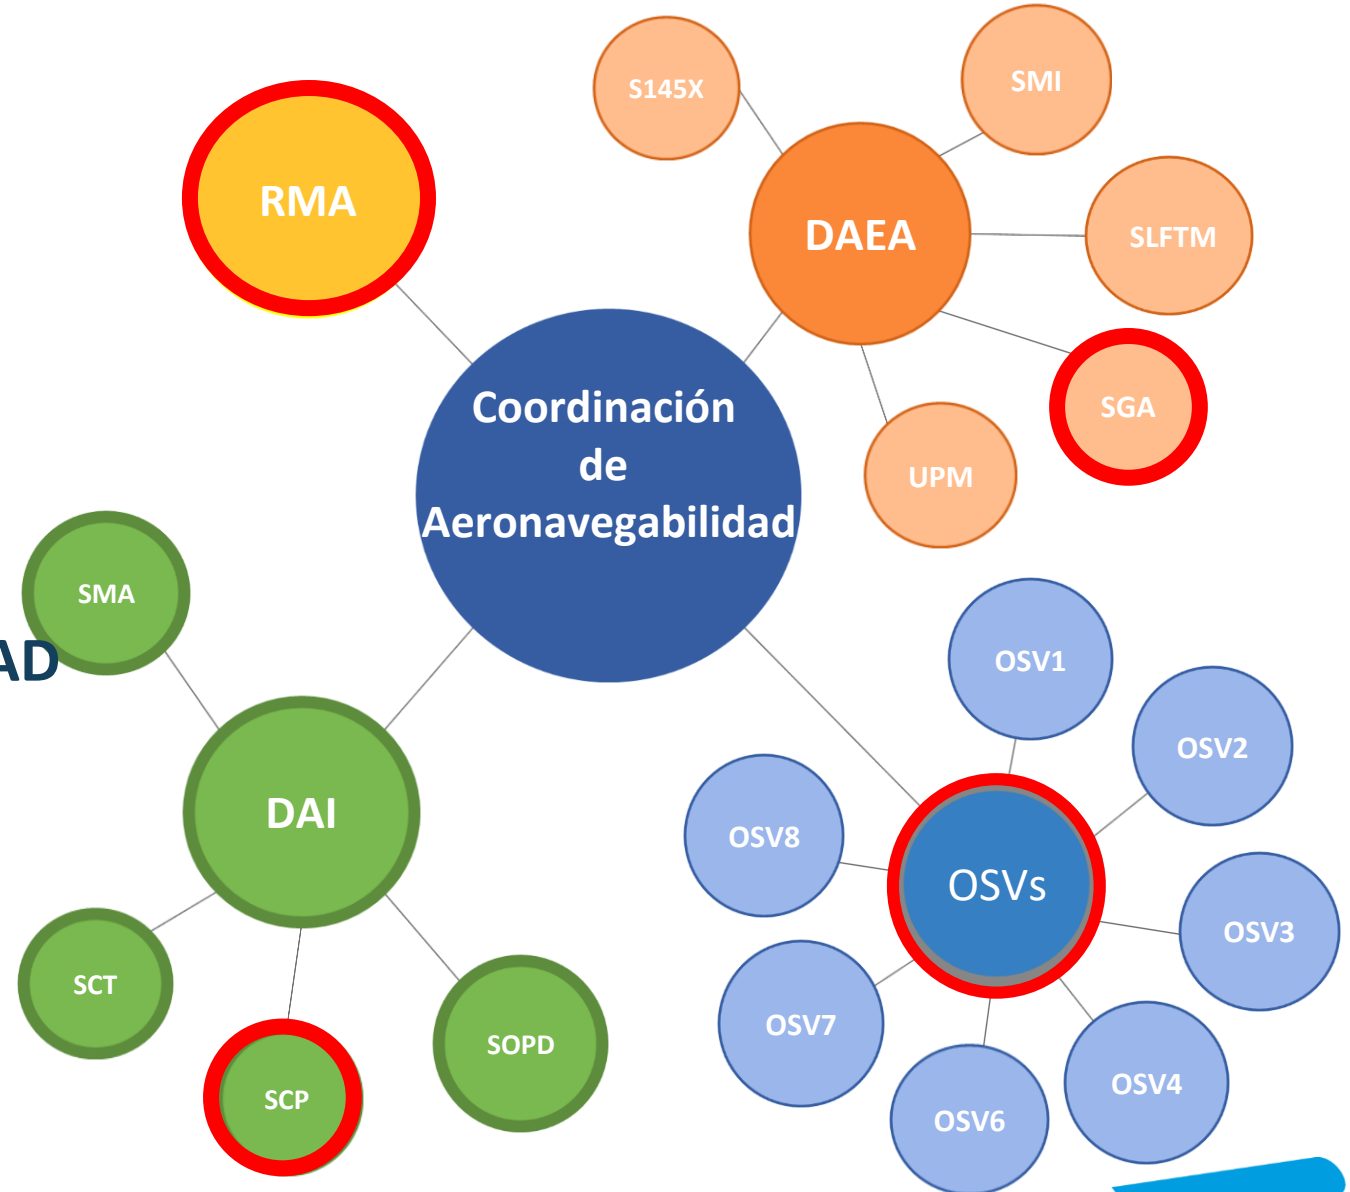 S145X
SMI
RMA
DAEA
SLFTM
SGA
UPM
Coordinación
de
Aeronavegabilidad
SMA
AD
DAI
SCT
SCP
SOPD
OSV1
OSV2
OSV8
OSVs
OSV3
OSV7
OSV4
OSV6